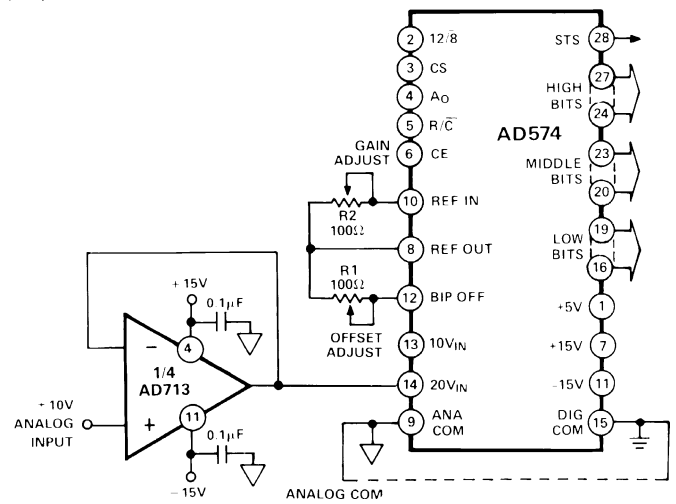 2 12/8̅
3 CS
4 AO
5 R/C̅
6 CE
10 REF IN
8 REF OUT
12 BIP OFF
13 10VIN
14 20VIN
9 ANA COM
AD574
STS 28
27
HIGH BITS
24
23
MIDDLE BITS
20
19
LOW BITS
16
+5V 1
+15V 7
-15V 11
DIG COM 15
GAIN ADJUST
R2
100Ω
R1
100Ω
OFFSET ADJUST
+15V
0.1μF
4
−
1/4
AD713
+
11
0.1μF
−15V
+10V
ANALOG
INPUT
ANALOG COM